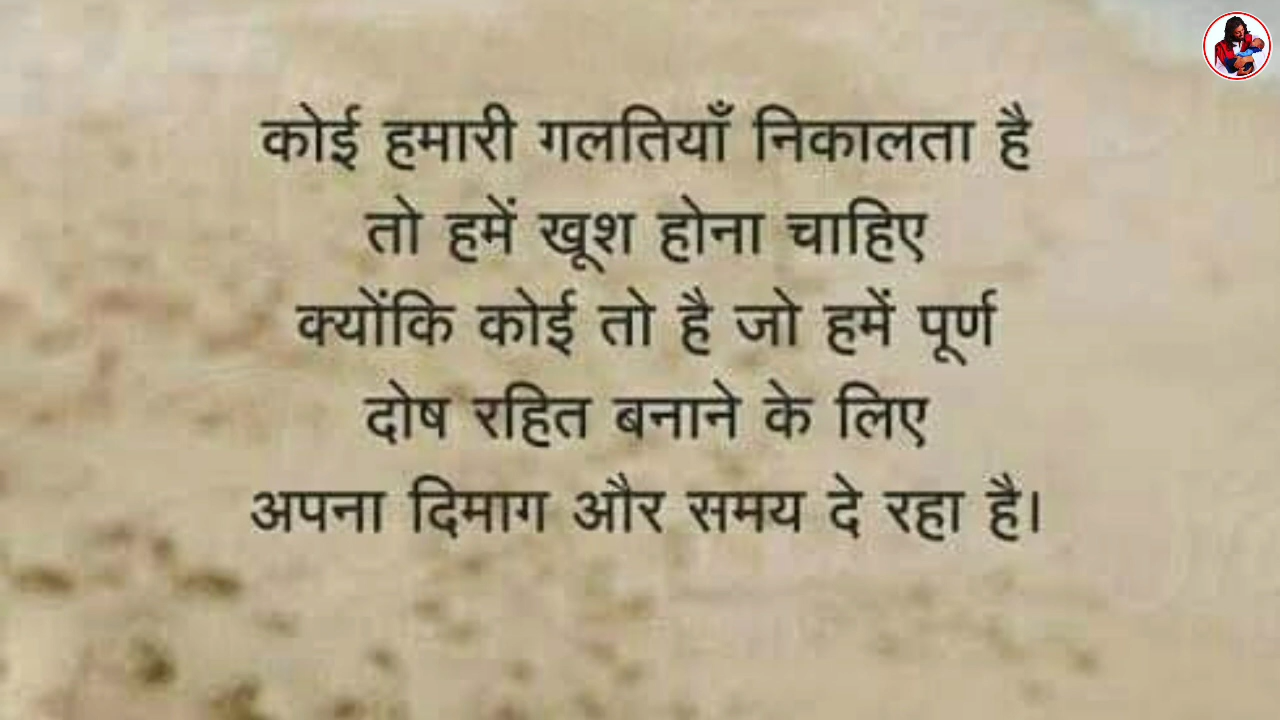 कोई हमारी गलतियाँ निकालता है
तो हमें खूश होना चाहिए
क्योंकि कोई तो है जो हमें पूर्ण
दोष रहित बनाने के लिए
अपना दिमाग और समय दे रहा है।